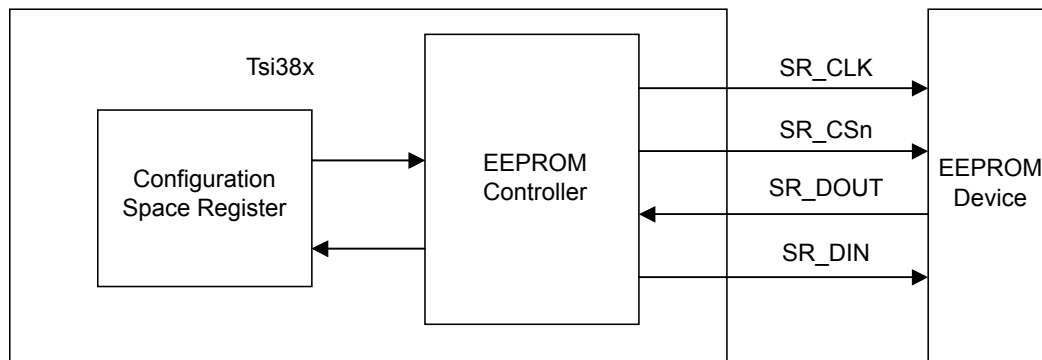 Tsi38x
Configuration
Space Register
EEPROM
Controller
SR_CLK
SR_CSn
SR_DOUT
SR_DIN
EEPROM
Device